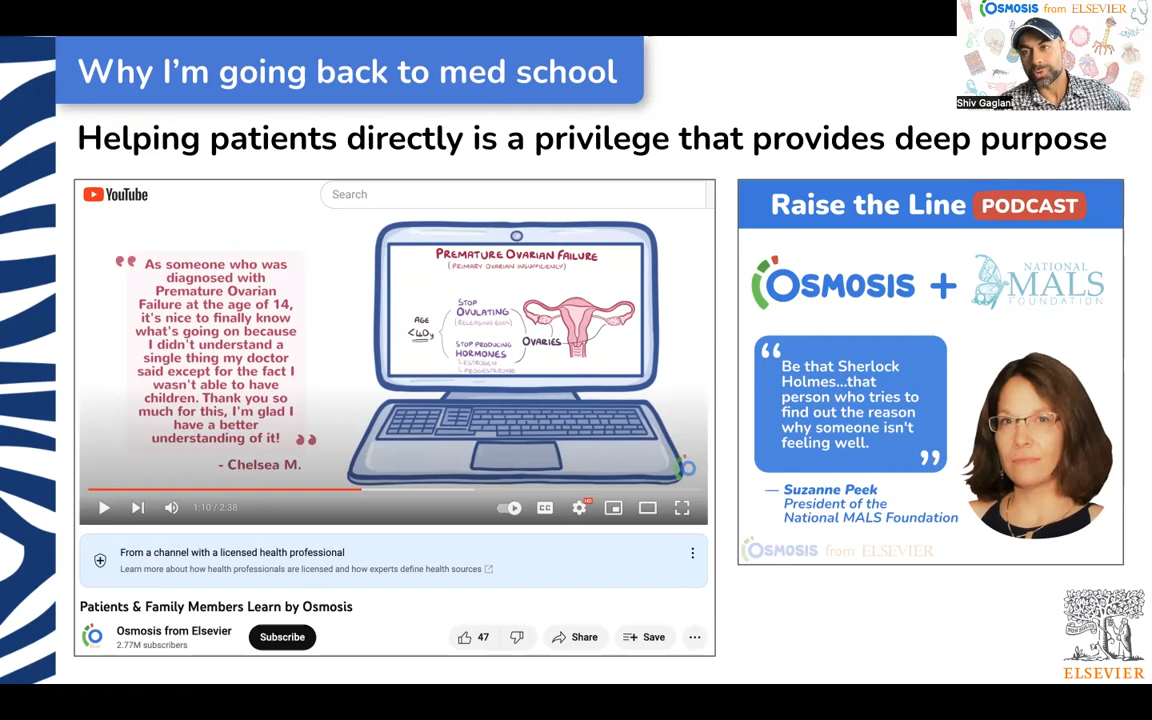 OSMOSIS from ELSEVIER
Shiv Gaglani
Why I'm going back to med school
Helping patients directly is a privilege that provides deep purpose
YouTube
Search
“ As someone who was
diagnosed with
Premature Ovarian
Failure at the age of 14,
it's nice to finally know
what's going on because
I didn't understand a
single thing my doctor
said except for the fact I
wasn't able to have
children. Thank you so
much for this, I'm glad I
have a better
understanding of it! ”
- Chelsea M.
PREMATURE OVARIAN FAILURE
(PRIMARY OVARIAN INSUFFICIENCY)
AGE
<40y
STOP
OVULATING
(RELEASING EGGS)
STOP PRODUCING
HORMONES
ESTROGEN
PROGESTERONE
OVARIES
1:10 / 2:38
CC
HD
From a channel with a licensed health professional
Learn more about how health professionals are licensed and how experts define health sources
Patients & Family Members Learn by Osmosis
Osmosis from Elsevier
2.77M subscribers
Subscribe
47
Share
Save
Raise the Line PODCAST
OSMOSIS + NATIONAL MALS FOUNDATION
“ Be that Sherlock
Holmes...that
person who tries to
find out the reason
why someone isn't
feeling well. ”
— Suzanne Peek
President of the
National MALS Foundation
OSMOSIS from ELSEVIER
ELSEVIER